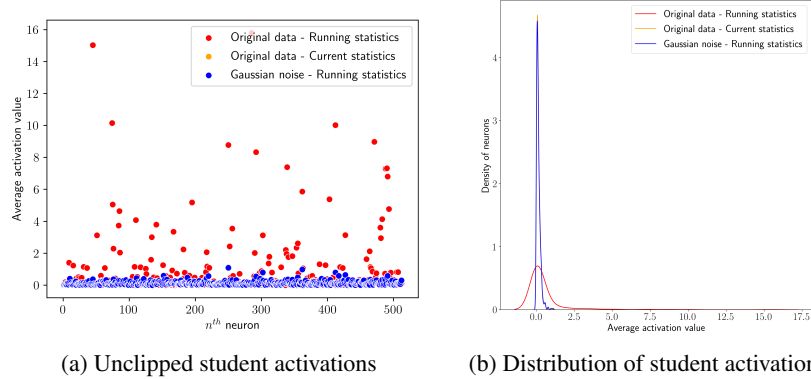 16
14
12
10
8
6
4
2
0
Average activation value
Original data - Running statistics
Original data - Current statistics
Gaussian noise - Running statistics
0 100 200 300 400 500
nth neuron
(a) Unclipped student activations
4
3
2
1
0
Density of neurons
Original data - Running statistics
Original data - Current statistics
Gaussian noise - Running statistics
0.0 2.5 5.0 7.5 10.0 12.5 15.0 17.5
Average activation value
(b) Distribution of student activation